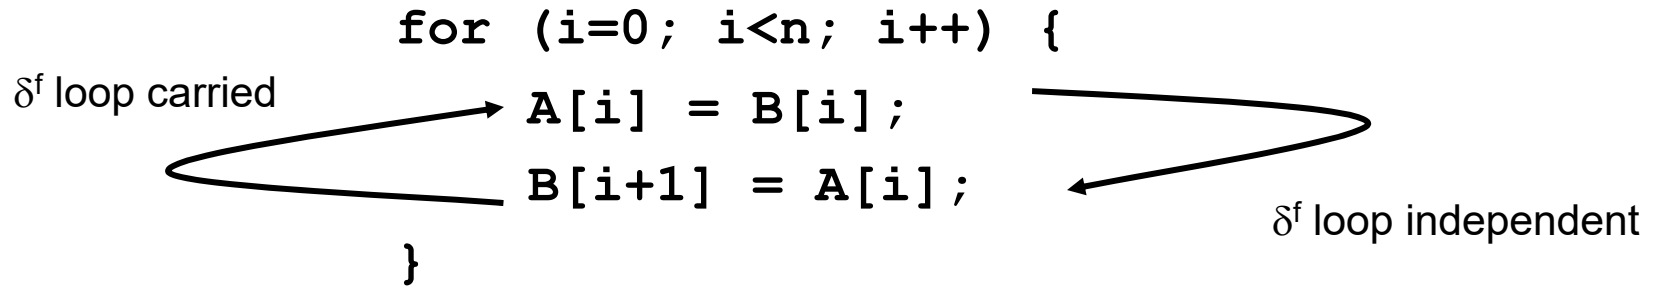 for (i=0; i<n; i++) {
δᶠ loop carried
A[i] = B[i];
B[i+1] = A[i];
δᶠ loop independent
}